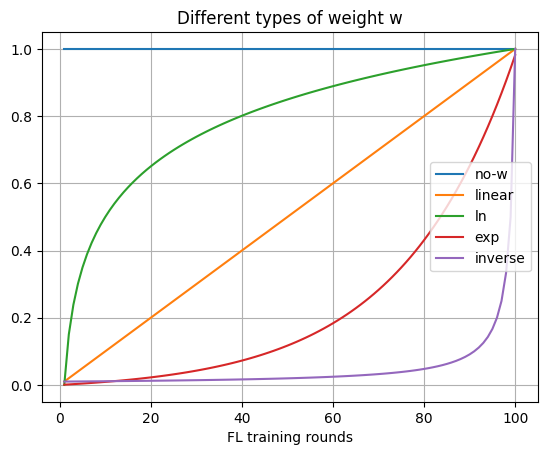 Different types of weight w
1.0
0.8
0.6
0.4
0.2
0.0
no-w
linear
ln
exp
inverse
0 20 40 60 80 100
FL training rounds